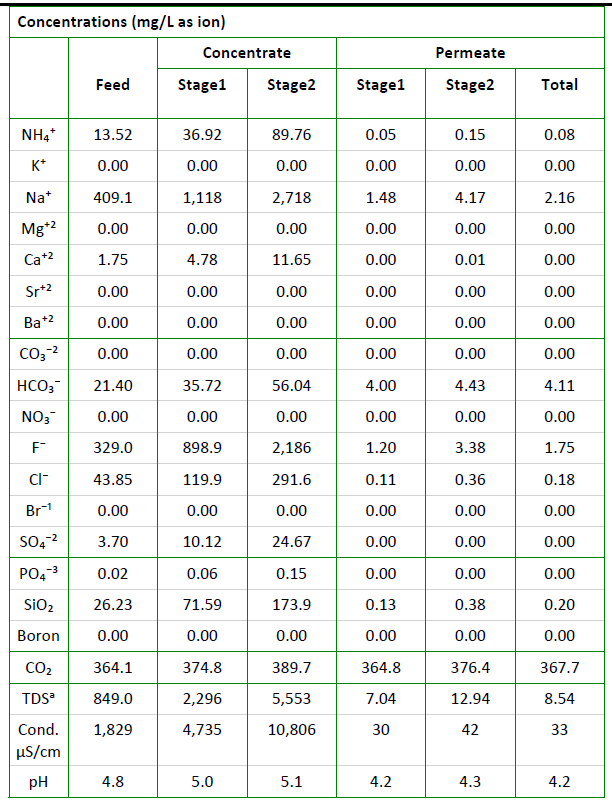 Concentrations (mg/L as ion)
Concentrate Permeate
Feed Stage1 Stage2 Stage1 Stage2 Total
NH₄⁺ 13.52 36.92 89.76 0.05 0.15 0.08
K⁺ 0.00 0.00 0.00 0.00 0.00 0.00
Na⁺ 409.1 1,118 2,718 1.48 4.17 2.16
Mg⁺² 0.00 0.00 0.00 0.00 0.00 0.00
Ca⁺² 1.75 4.78 11.65 0.00 0.01 0.00
Sr⁺² 0.00 0.00 0.00 0.00 0.00 0.00
Ba⁺² 0.00 0.00 0.00 0.00 0.00 0.00
CO₃⁻² 0.00 0.00 0.00 0.00 0.00 0.00
HCO₃⁻ 21.40 35.72 56.04 4.00 4.43 4.11
NO₃⁻ 0.00 0.00 0.00 0.00 0.00 0.00
F⁻ 329.0 898.9 2,186 1.20 3.38 1.75
Cl⁻ 43.85 119.9 291.6 0.11 0.36 0.18
Br⁻¹ 0.00 0.00 0.00 0.00 0.00 0.00
SO₄⁻² 3.70 10.12 24.67 0.00 0.00 0.00
PO₄⁻³ 0.02 0.06 0.15 0.00 0.00 0.00
SiO₂ 26.23 71.59 173.9 0.13 0.38 0.20
Boron 0.00 0.00 0.00 0.00 0.00 0.00
CO₂ 364.1 374.8 389.7 364.8 376.4 367.7
TDSᵃ 849.0 2,296 5,553 7.04 12.94 8.54
Cond. 1,829 4,735 10,806 30 42 33
µS/cm
pH 4.8 5.0 5.1 4.2 4.3 4.2